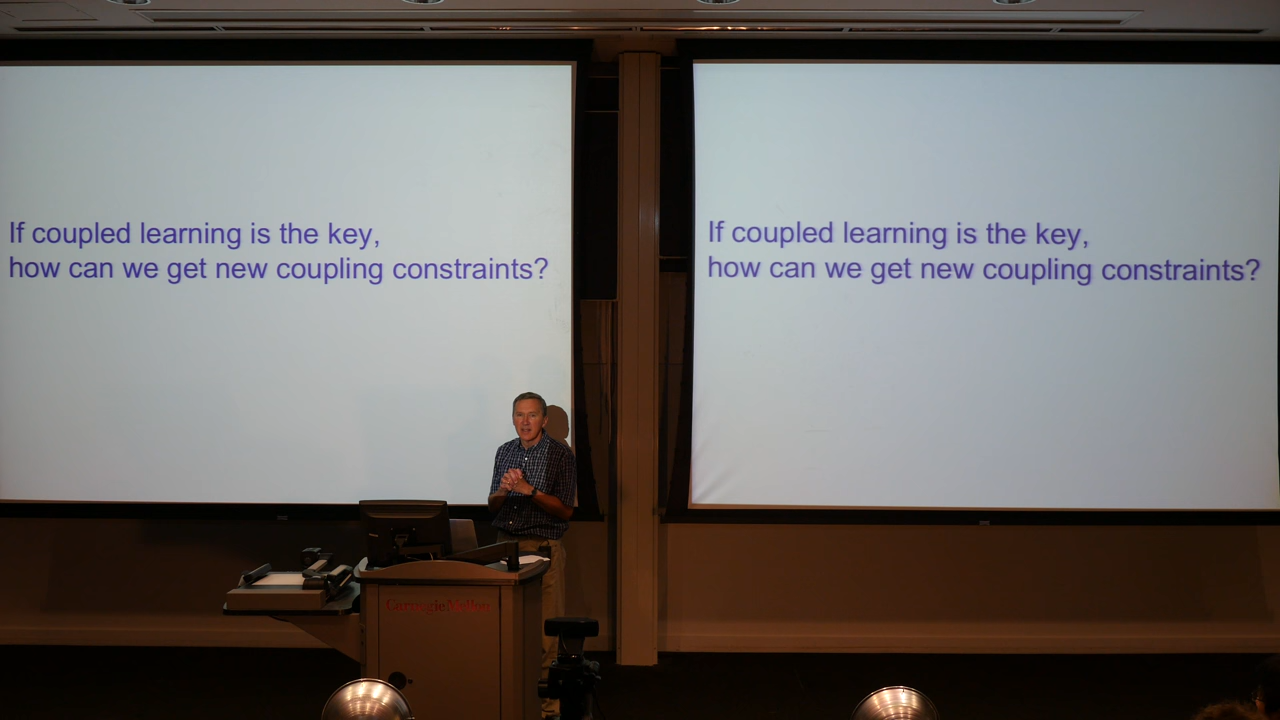 If coupled learning is the key,
how can we get new coupling constraints?
If coupled learning is the key,
how can we get new coupling constraints?
Carnegie Mellon